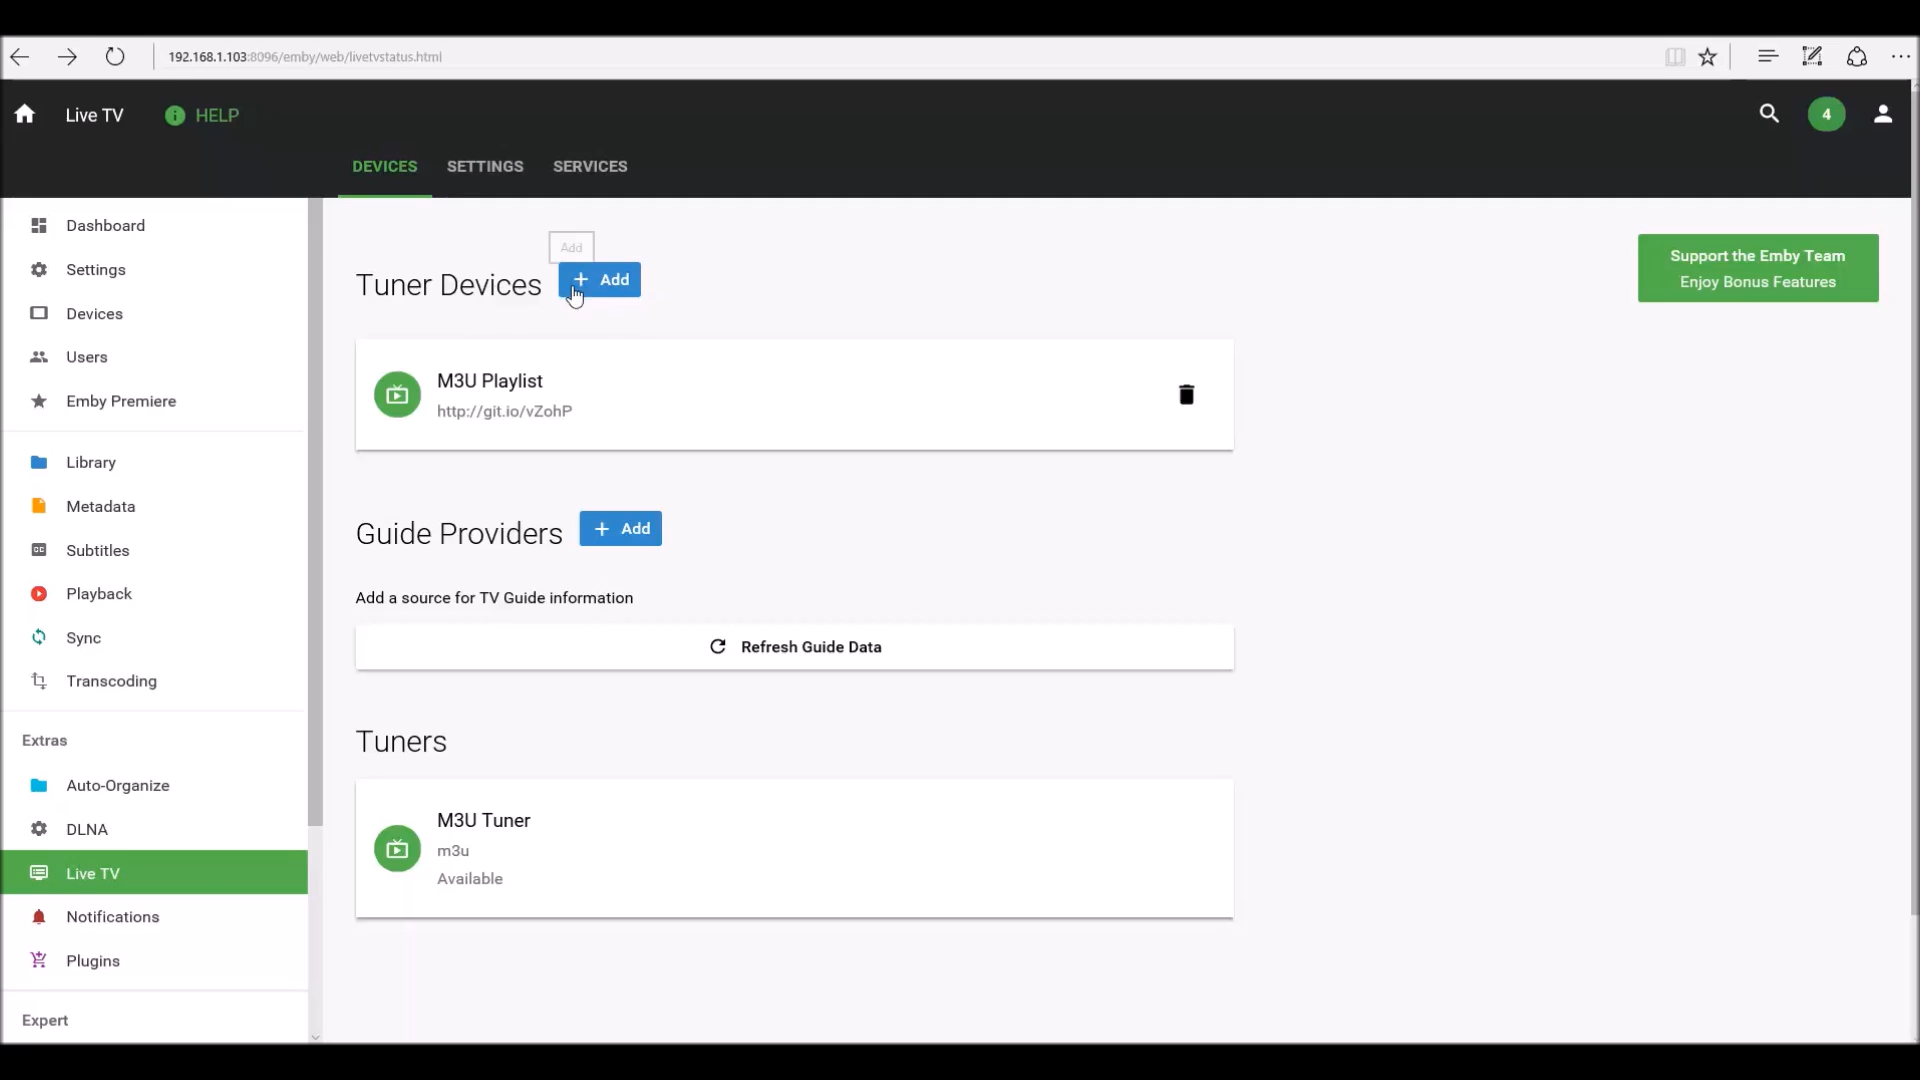 192.168.1.103:8096/emby/web/livetvstatus.html
Live TV
HELP
4
DEVICES
SETTINGS
SERVICES
Dashboard
Settings
Devices
Users
Emby Premiere
Library
Metadata
Subtitles
Playback
Sync
Transcoding
Extras
Auto-Organize
DLNA
Live TV
Notifications
Plugins
Expert
Add
Tuner Devices
+ Add
M3U Playlist
http://git.io/vZohP
Guide Providers
+ Add
Add a source for TV Guide information
Refresh Guide Data
Tuners
M3U Tuner
m3u
Available
Support the Emby Team
Enjoy Bonus Features